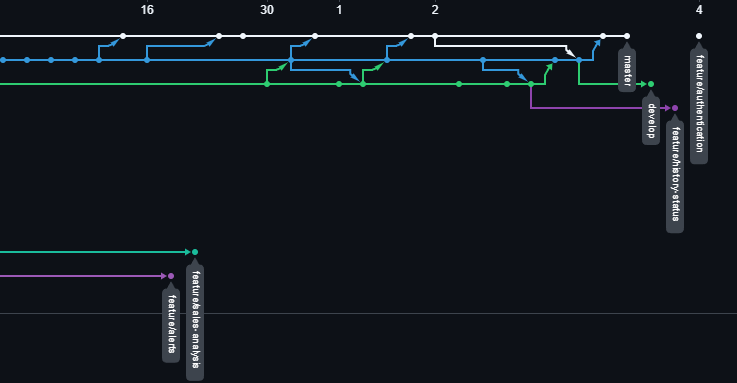 16 30 1 2 4
master
feature/authentication
develop
feature/history-status
feature/sales-analysis
feature/alerts